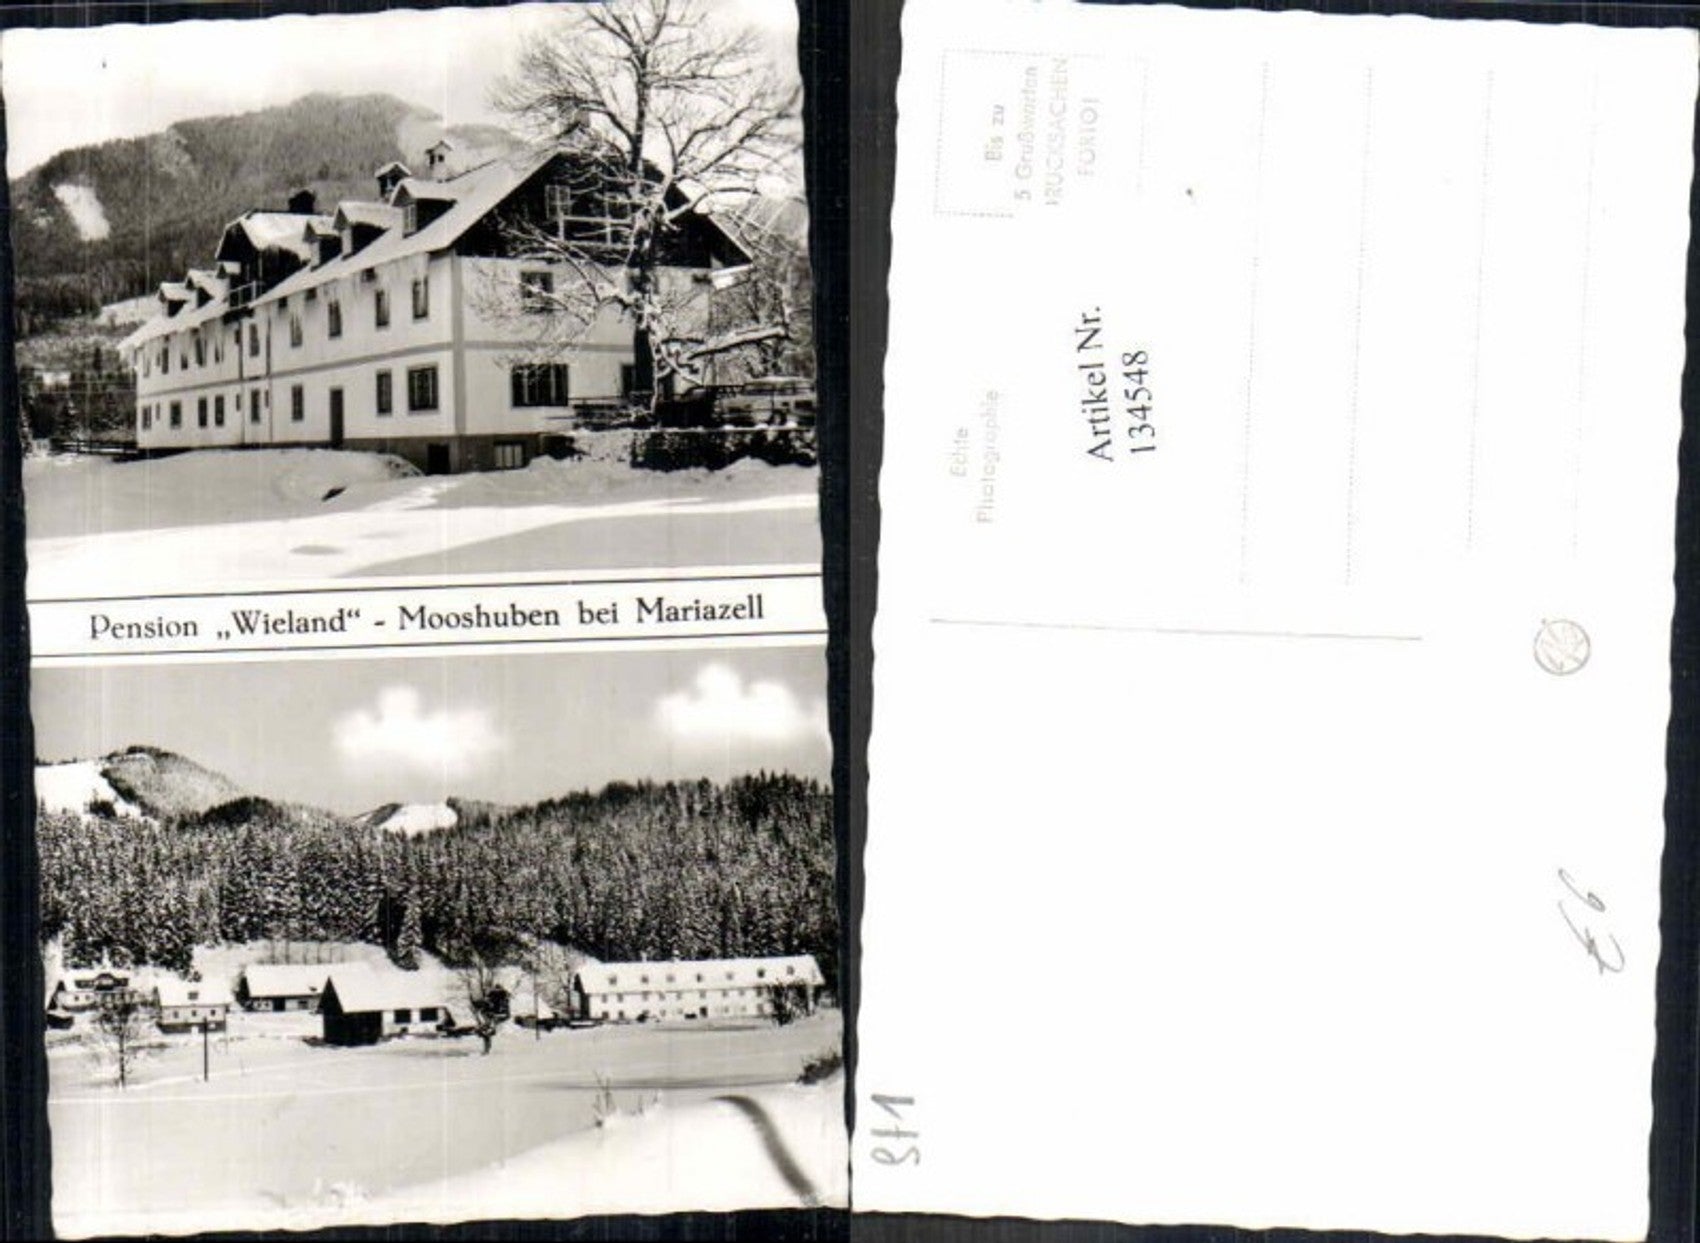 Pension „Wieland“ - Mooshuben bei Mariazell
Bis zu
5 Grußworten
DRUCKSACHEN
PORTO!
Echte
Photographie
Artikel Nr.
134548